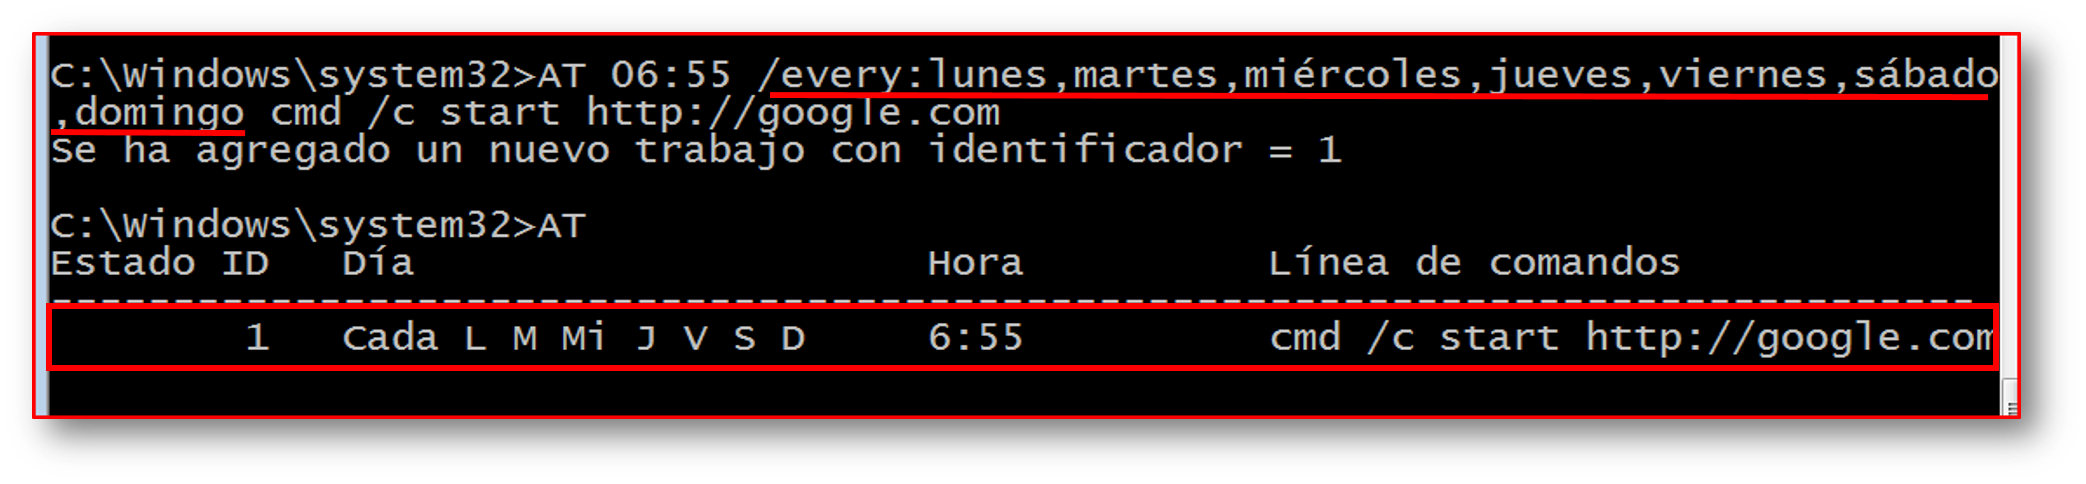 C:\Windows\system32>AT 06:55 /every:lunes,martes,miércoles,jueves,viernes,sábado
,domingo cmd /c start http://google.com
Se ha agregado un nuevo trabajo con identificador = 1
C:\Windows\system32>AT
Estado ID   Día                     Hora          Línea de comandos
-------------------------------------------------------------------------------
        1   Cada L M Mi J V S D     6:55          cmd /c start http://google.com